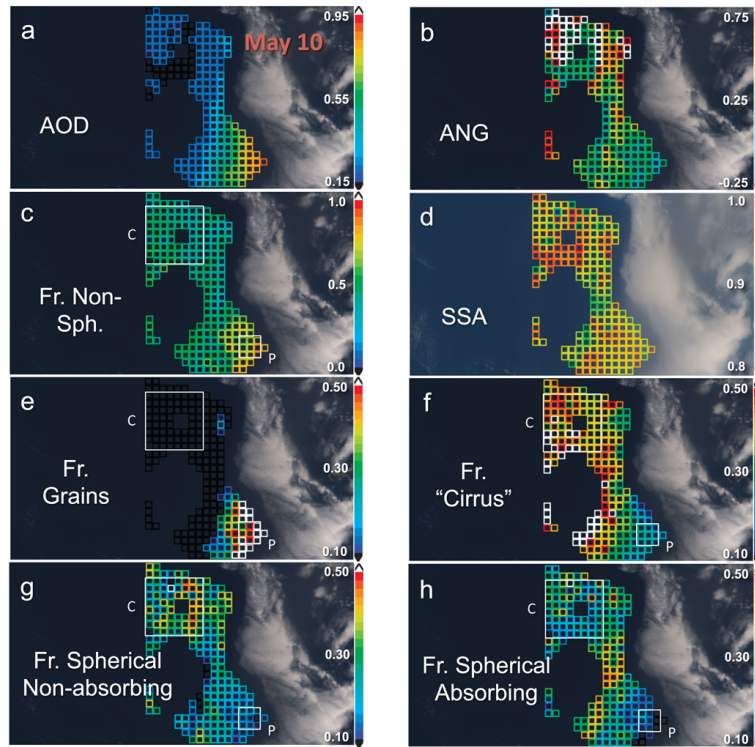 a
May 10
AOD
0.95
0.55
0.15
b
ANG
0.75
0.25
-0.25
c
C
Fr. Non-
Sph.
P
1.0
0.5
0.0
d
SSA
1.0
0.9
0.8
e
C
Fr.
Grains
P
0.50
0.30
0.10
f
C
Fr.
“Cirrus”
P
0.50
0.30
0.10
g
C
Fr. Spherical
Non-absorbing
P
0.50
0.30
0.10
h
C
Fr. Spherical
Absorbing
P
0.50
0.30
0.10